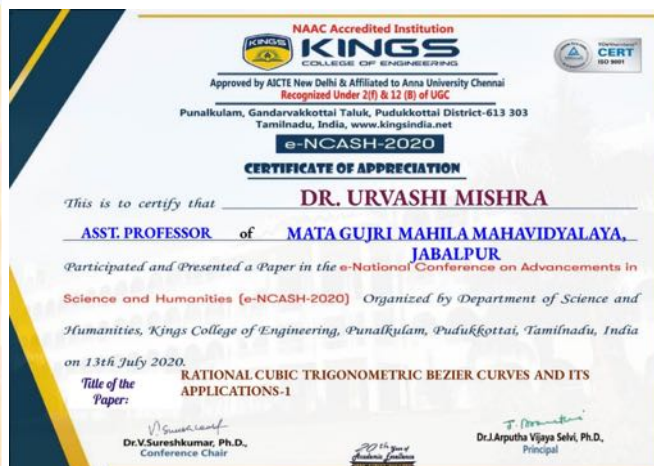 NAAC Accredited Institution
KINGS
KINGS
COLLEGE OF ENGINEERING
CERT
ISO 9001
Approved by AICTE New Delhi & Affiliated to Anna University Chennai
Recognized Under 2(f) & 12 (B) of UGC
Punalkulam, Gandarvakkottai Taluk, Pudukkottai District-613 303
Tamilnadu, India, www.kingsindia.net
e-NCASH-2020
CERTIFICATE OF APPRECIATION
This is to certify that DR. URVASHI MISHRA
ASST. PROFESSOR of MATA GUJRI MAHILA MAHAVIDYALAYA,
JABALPUR
Participated and Presented a Paper in the e-National Conference on Advancements in
Science and Humanities (e-NCASH-2020) Organized by Department of Science and
Humanities, Kings College of Engineering, Punalkulam, Pudukkottai, Tamilnadu, India
on 13th July 2020.
Title of the
Paper:
RATIONAL CUBIC TRIGONOMETRIC BEZIER CURVES AND ITS
APPLICATIONS-1
Dr.V.Sureshkumar, Ph.D.,
Conference Chair
20th Year of
Academic Excellence
Dr.J.Arputha Vijaya Selvi, Ph.D.,
Principal